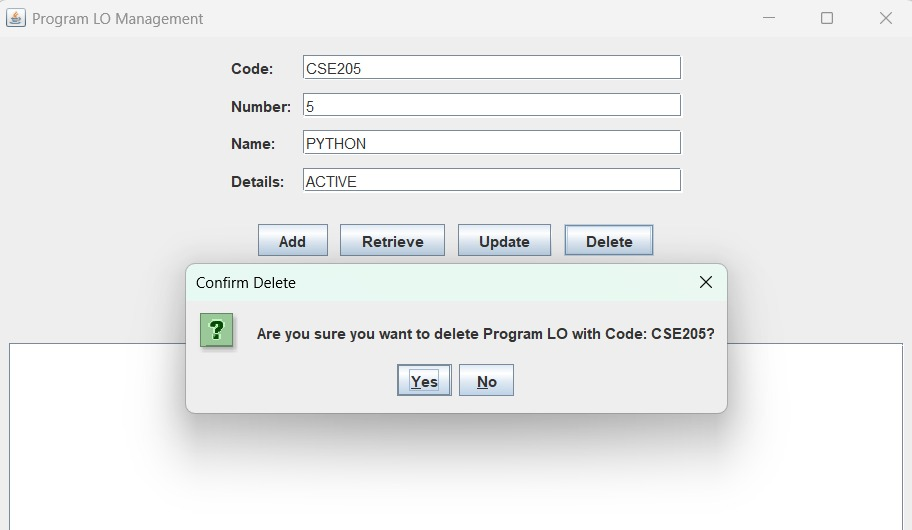 Program LO Management
Code: CSE205
Number: 5
Name: PYTHON
Details: ACTIVE
Add Retrieve Update Delete
Confirm Delete
?
Are you sure you want to delete Program LO with Code: CSE205?
Yes No